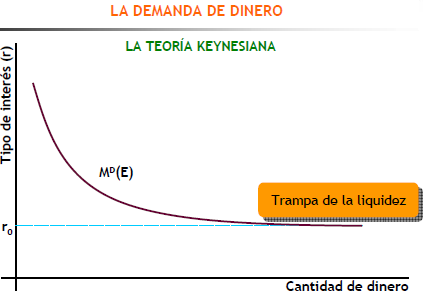 LA DEMANDA DE DINERO
LA TEORÍA KEYNESIANA
Tipo de interés (r)
Mᴰ(E)
Trampa de la liquidez
r₀
Cantidad de dinero